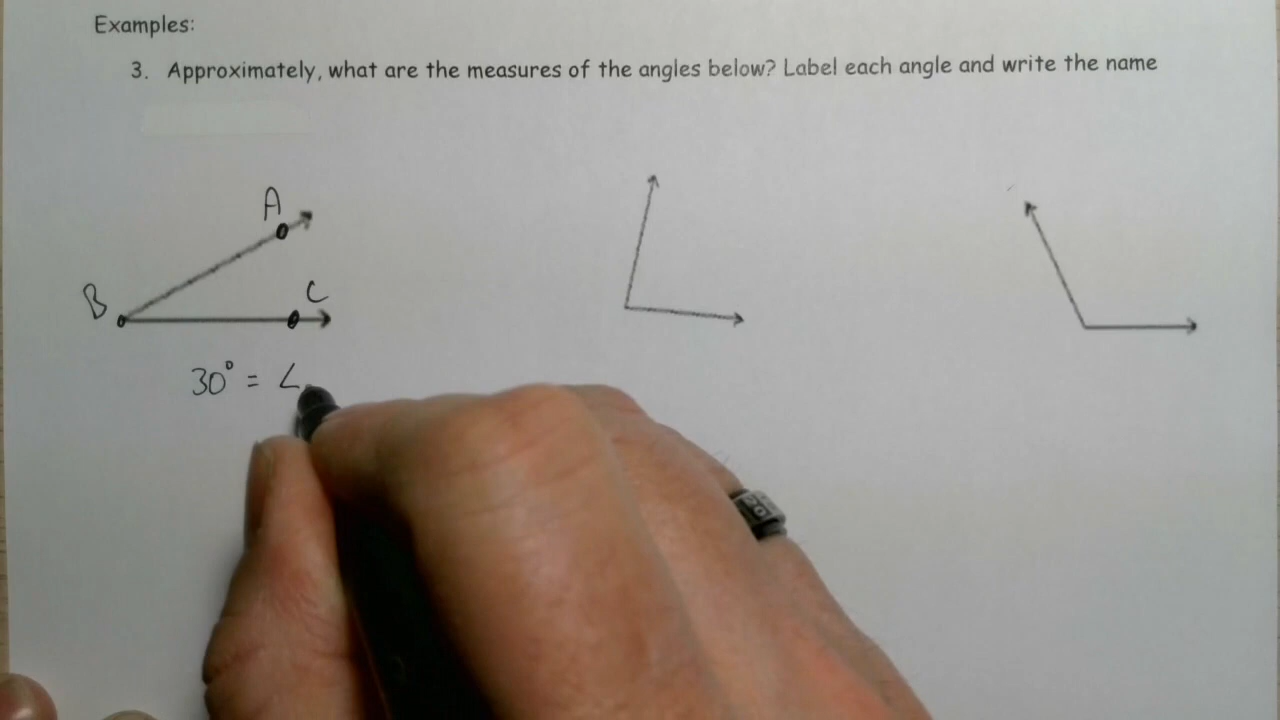 Examples:
3. Approximately, what are the measures of the angles below? Label each angle and write the name
A
B
C
30° = ∠